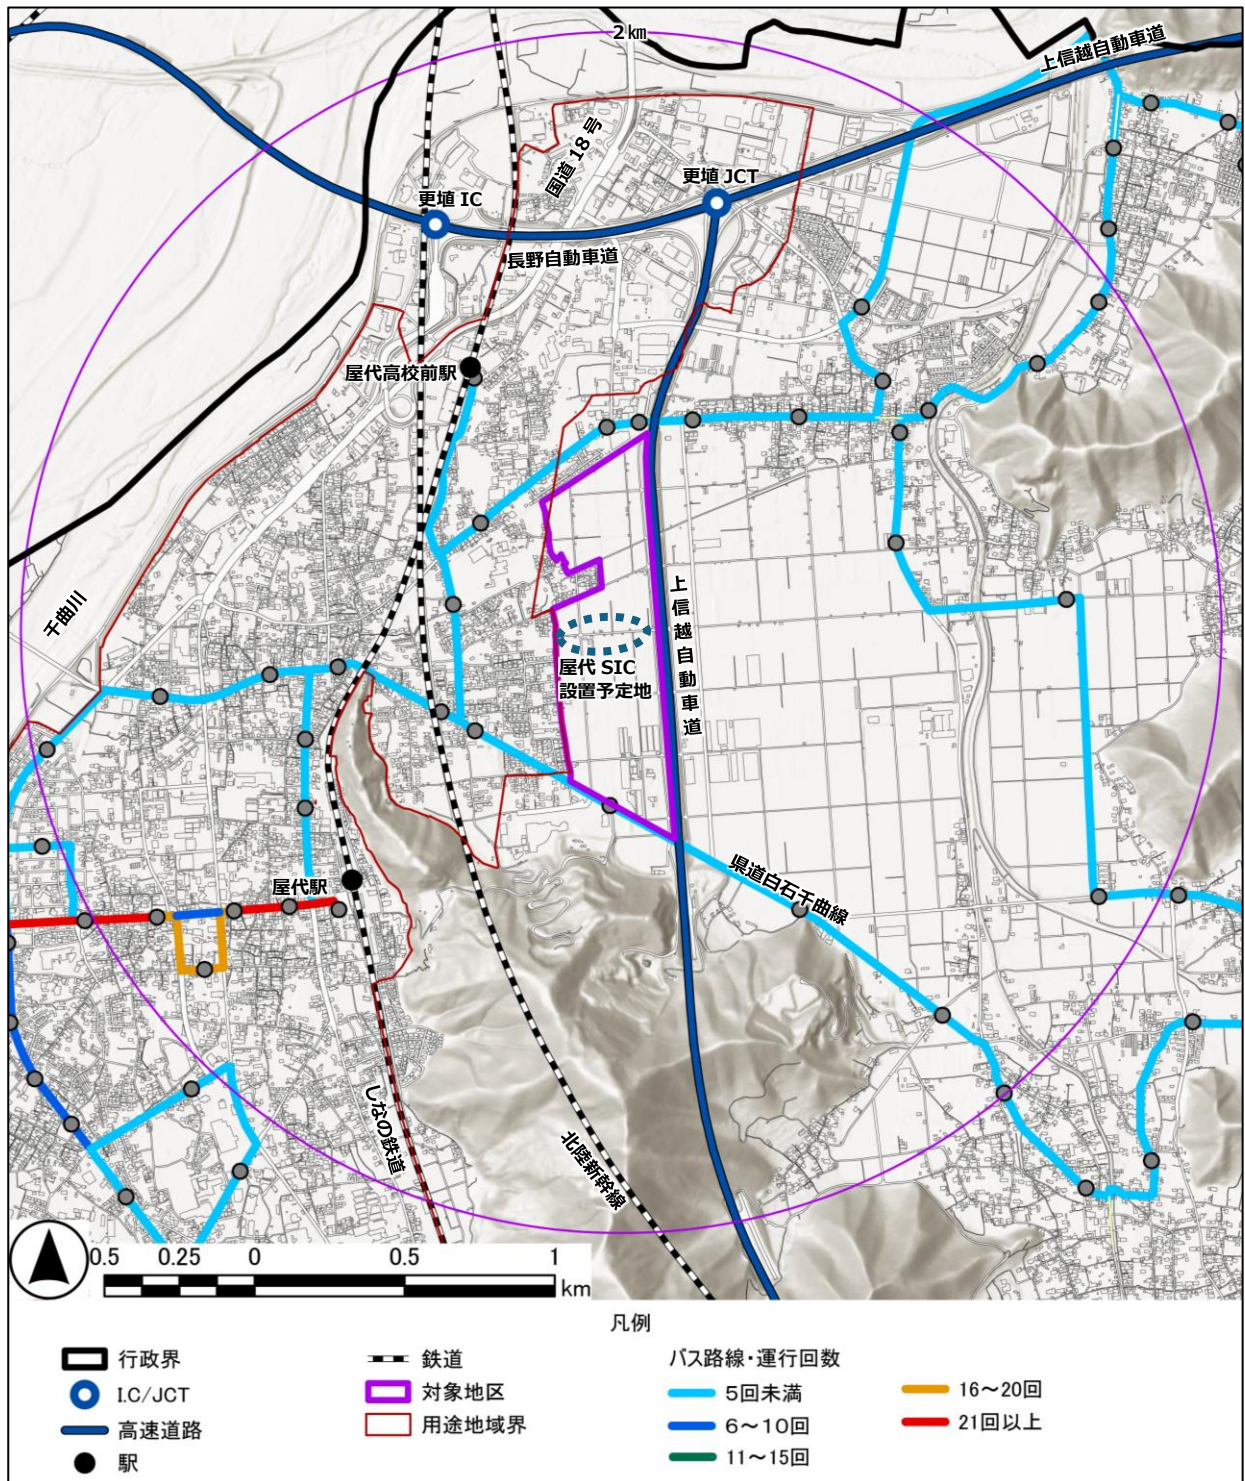 2㎞
上信越自動車道
国道18号
更埴 JCT
更埴 IC
長野自動車道
屋代高校前駅
千曲川
上信越自動車道
屋代 SIC
設置予定地
県道白石千曲線
屋代駅
しなの鉄道
北陸新幹線
0.5 0.25 0 0.5 1
km
凡例
行政界
I.C/JCT
高速道路
駅
鉄道
対象地区
用途地域界
バス路線・運行回数
5回未満
6～10回
11～15回
16～20回
21回以上